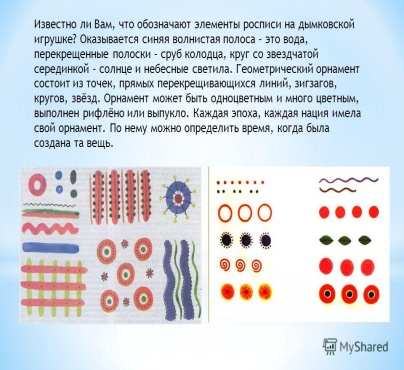 Известно ли Вам, что обозначают элементы росписи на дымковской
игрушке? Оказывается синяя волнистая полоса - это вода,
перекрещенные полоски - сруб колодца, круг со звездчатой
серединкой - солнце и небесные светила. Геометрический орнамент
состоит из точек, прямых перекрещивающихся линий, зигзагов,
кругов, звёзд. Орнамент может быть одноцветным и много цветным,
выполнен рифлёно или выпукло. Каждая эпоха, каждая нация имела
свой орнамент. По нему можно определить время, когда была
создана та вещь.
MyShared